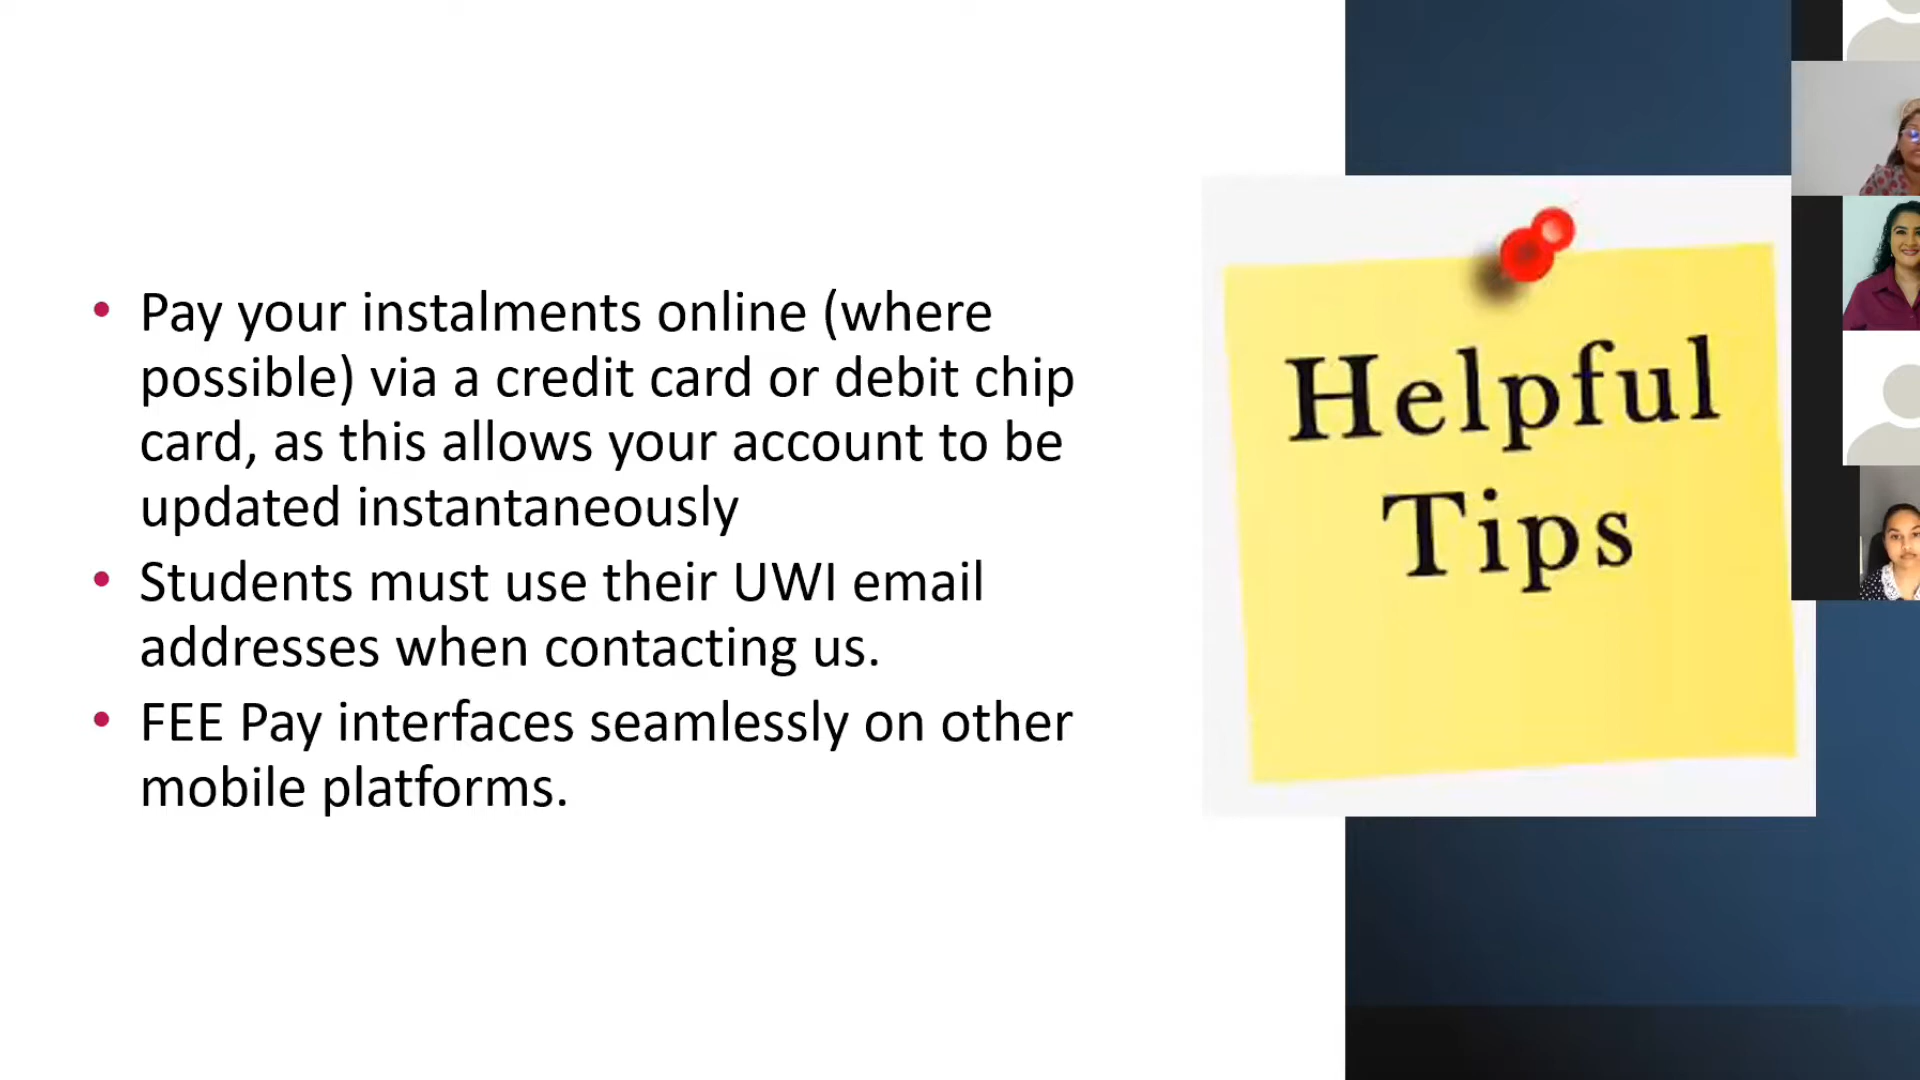 • Pay your instalments online (where
possible) via a credit card or debit chip
card, as this allows your account to be
updated instantaneously
• Students must use their UWI email
addresses when contacting us.
• FEE Pay interfaces seamlessly on other
mobile platforms.
Helpful
Tips